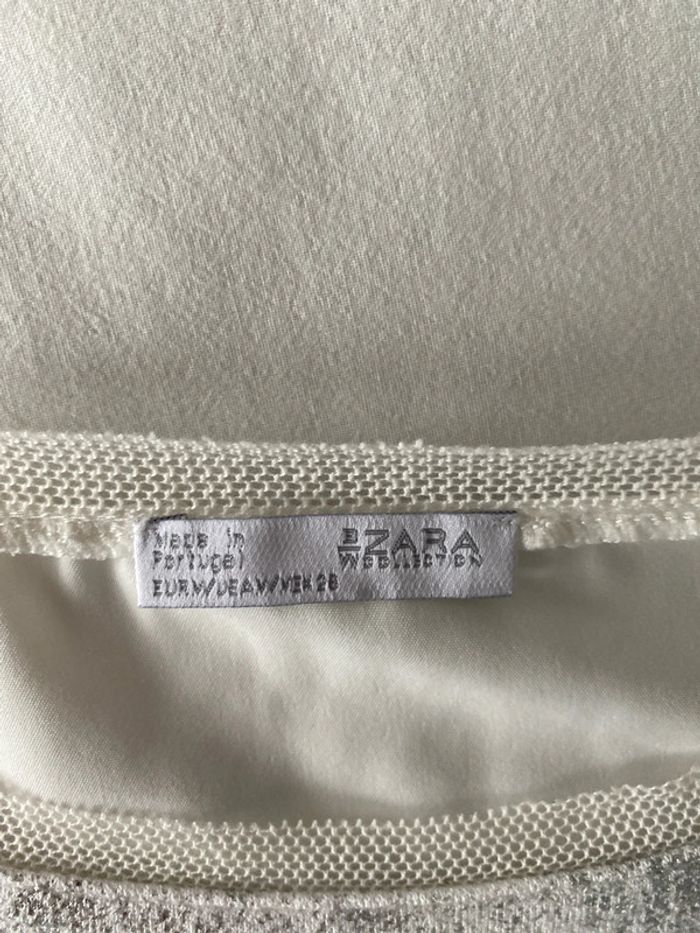 Made in
Portugal
EUR M/USA M/MEX 28
ZARA
W&B COLLECTION